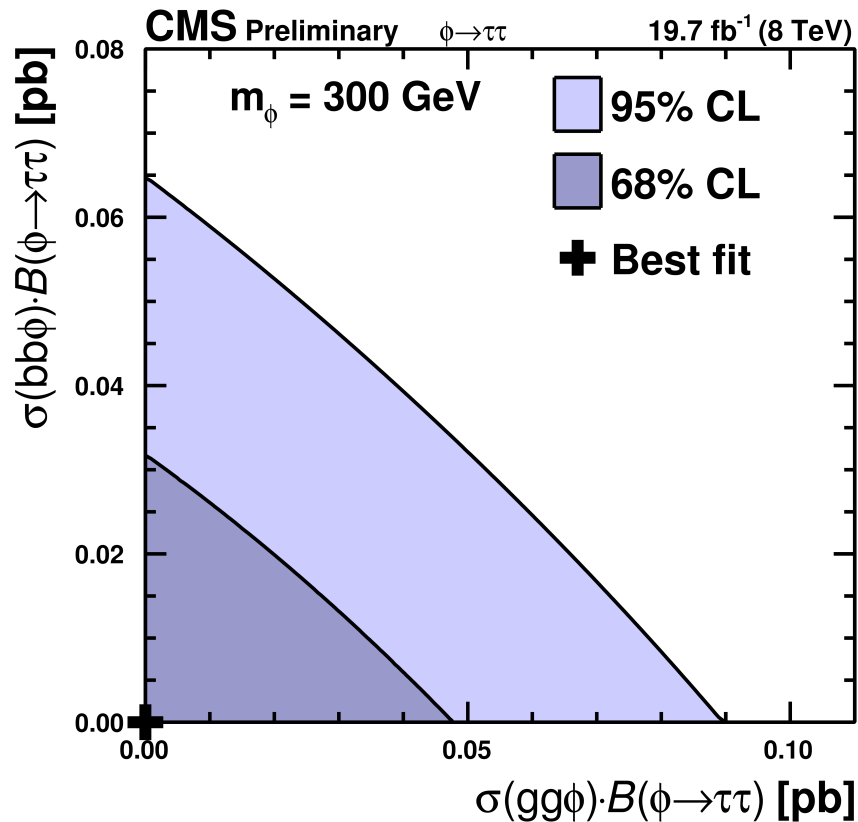 CMS Preliminary ϕ→ττ 19.7 fb⁻¹ (8 TeV)
m_ϕ = 300 GeV
95% CL
68% CL
Best fit
σ(bbϕ)·B(ϕ→ττ) [pb]
0.08
0.06
0.04
0.02
0.00
0.00 0.05 0.10
σ(ggϕ)·B(ϕ→ττ) [pb]